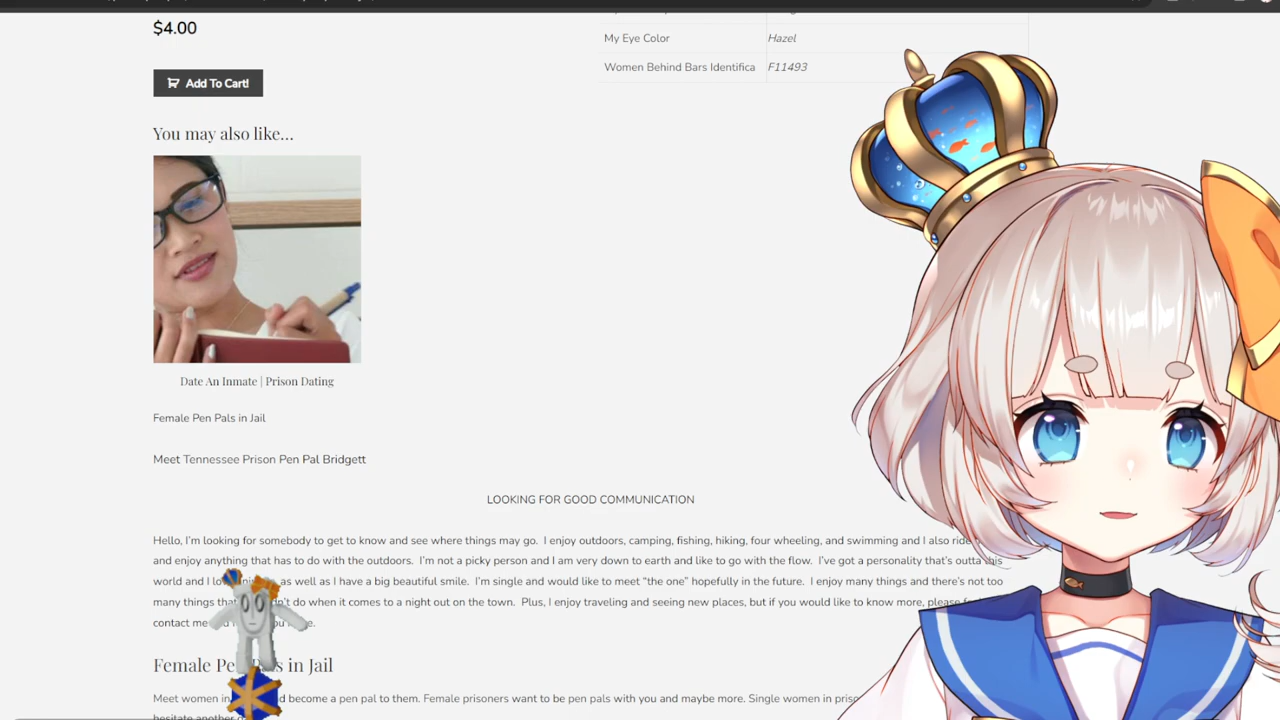 $4.00
My Eye Color Hazel
Women Behind Bars Identifica F11493
Add To Cart!
You may also like...
Date An Inmate | Prison Dating
Female Pen Pals in Jail
Meet Tennessee Prison Pen Pal Bridgett
LOOKING FOR GOOD COMMUNICATION
Hello, I'm looking for somebody to get to know and see where things may go. I enjoy outdoors, camping, fishing, hiking, four wheeling, and swimming and I also ride
and enjoy anything that has to do with the outdoors. I'm not a picky person and I am very down to earth and like to go with the flow. I've got a personality that's outta this
world and I as well as I have a big beautiful smile. I'm single and would like to meet "the one" hopefully in the future. I enjoy many things and there's not too
many things that do when it comes to a night out on the town. Plus, I enjoy traveling and seeing new places, but if you would like to know more, please
contact me
Female Pen Pals in Jail
Meet women in and become a pen pal to them. Female prisoners want to be pen pals with you and maybe more. Single women in
hesitate another